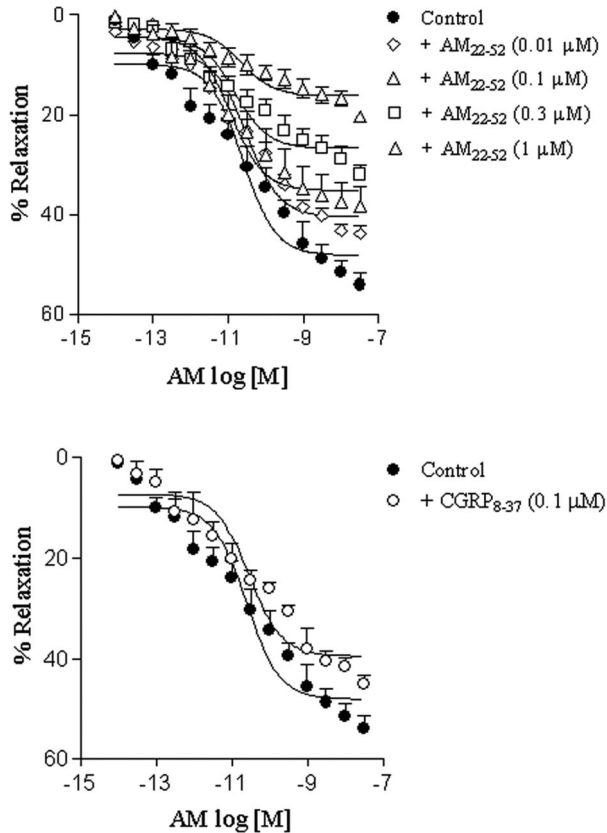 0
20
40
60
% Relaxation
-15
-13
-11
-9
-7
AM log [M]
Control
+ AM22-52 (0.01 µM)
+ AM22-52 (0.1 µM)
+ AM22-52 (0.3 µM)
+ AM22-52 (1 µM)
0
20
40
60
% Relaxation
-15
-13
-11
-9
-7
AM log [M]
Control
+ CGRP8-37 (0.1 µM)